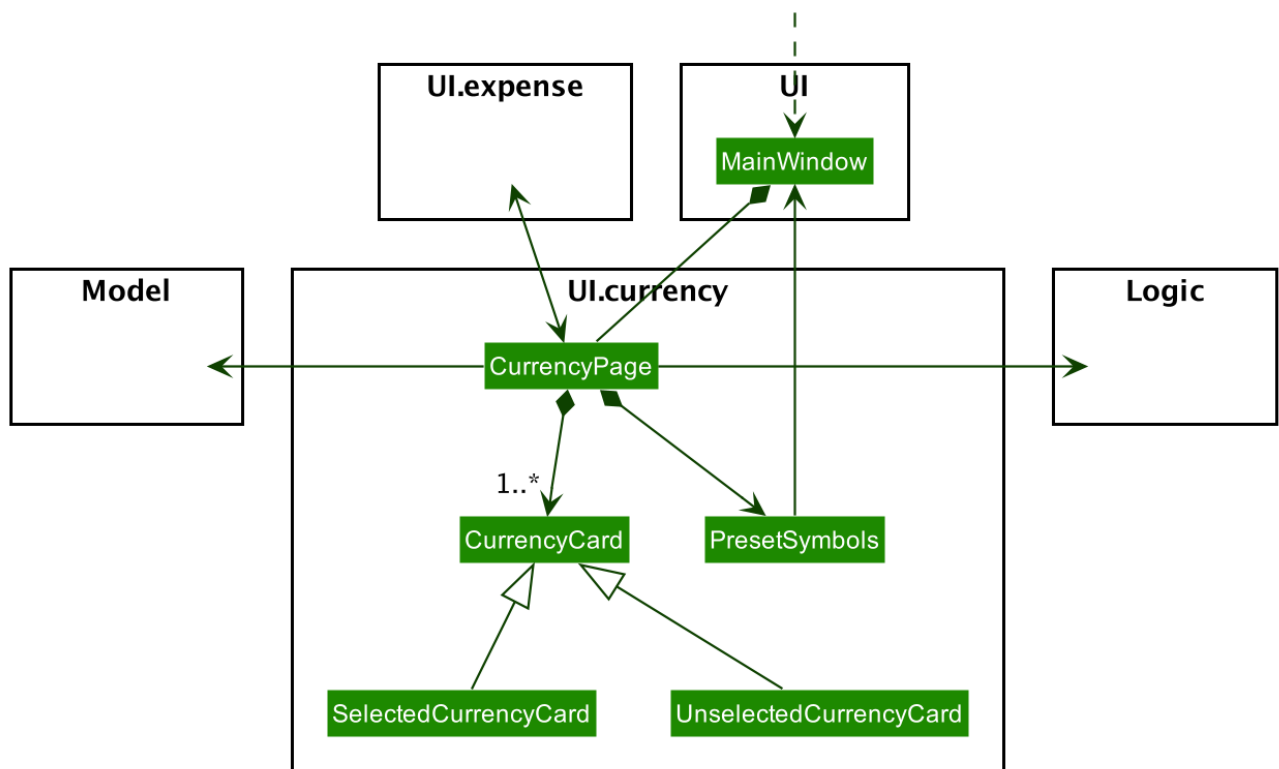 UI.expense
UI
MainWindow
Model
UI.currency
Logic
CurrencyPage
1..*
CurrencyCard
PresetSymbols
SelectedCurrencyCard
UnselectedCurrencyCard